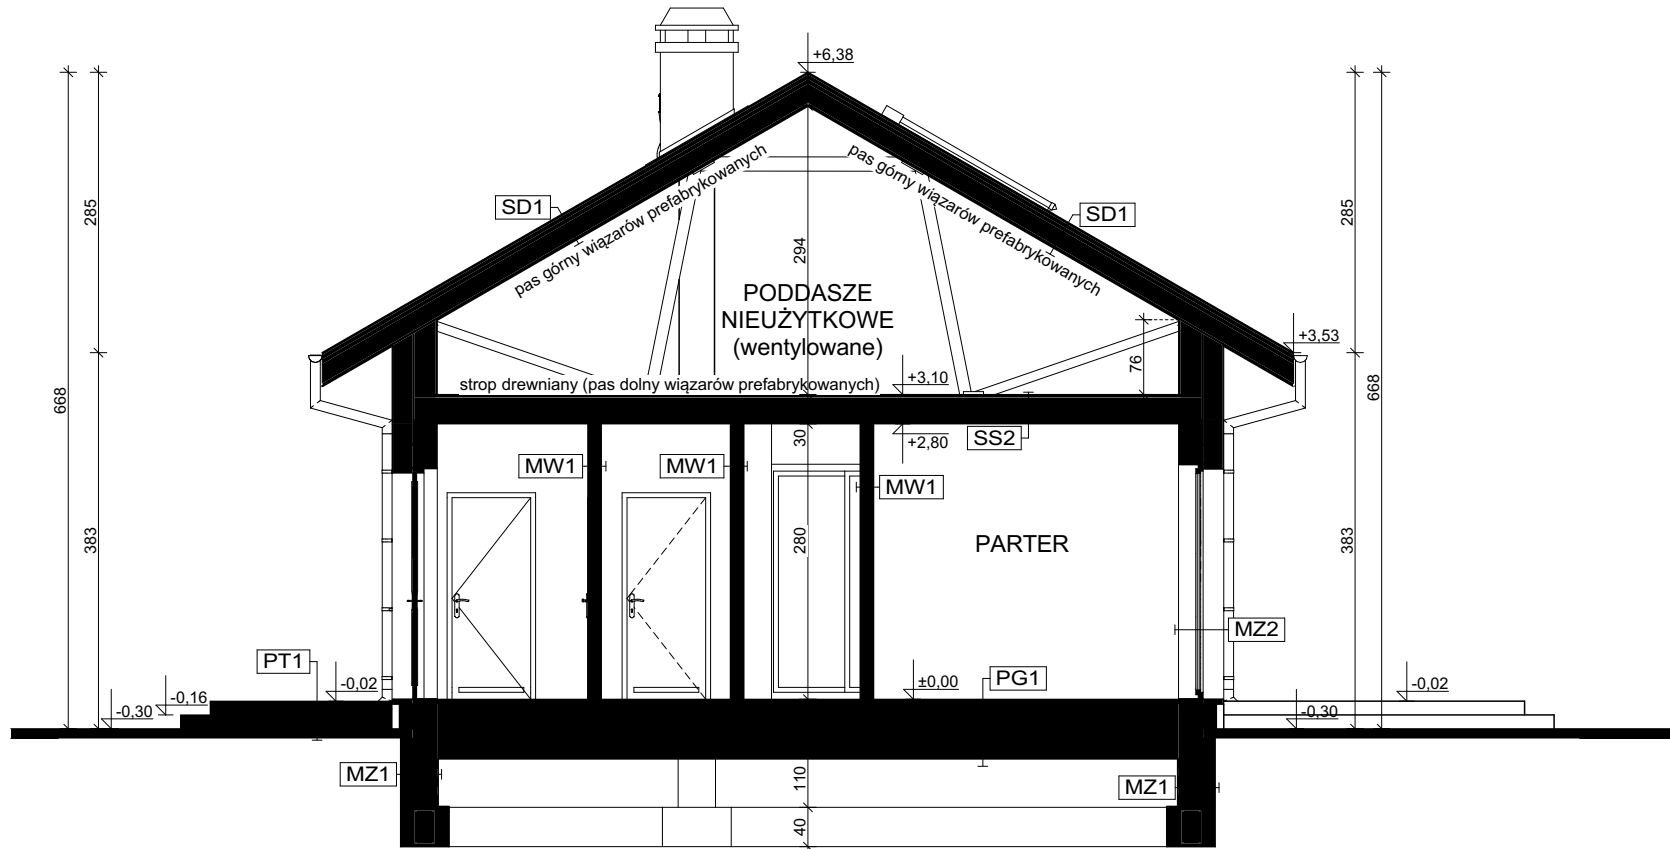 +6,38
285
668
383
SD1
pas górny wiązarów prefabrykowanych
pas górny wiązarów prefabrykowanych
SD1
294
PODDASZE
NIEUŻYTKOWE
(wentylowane)
285
668
383
+3,53
76
strop drewniany (pas dolny wiązarów prefabrykowanych)
+3,10
30
+2,80
SS2
MW1
MW1
MW1
280
PARTER
MZ2
PT1
-0,02
-0,16
-0,30
±0,00
PG1
-0,02
-0,30
MZ1
110
MZ1
40